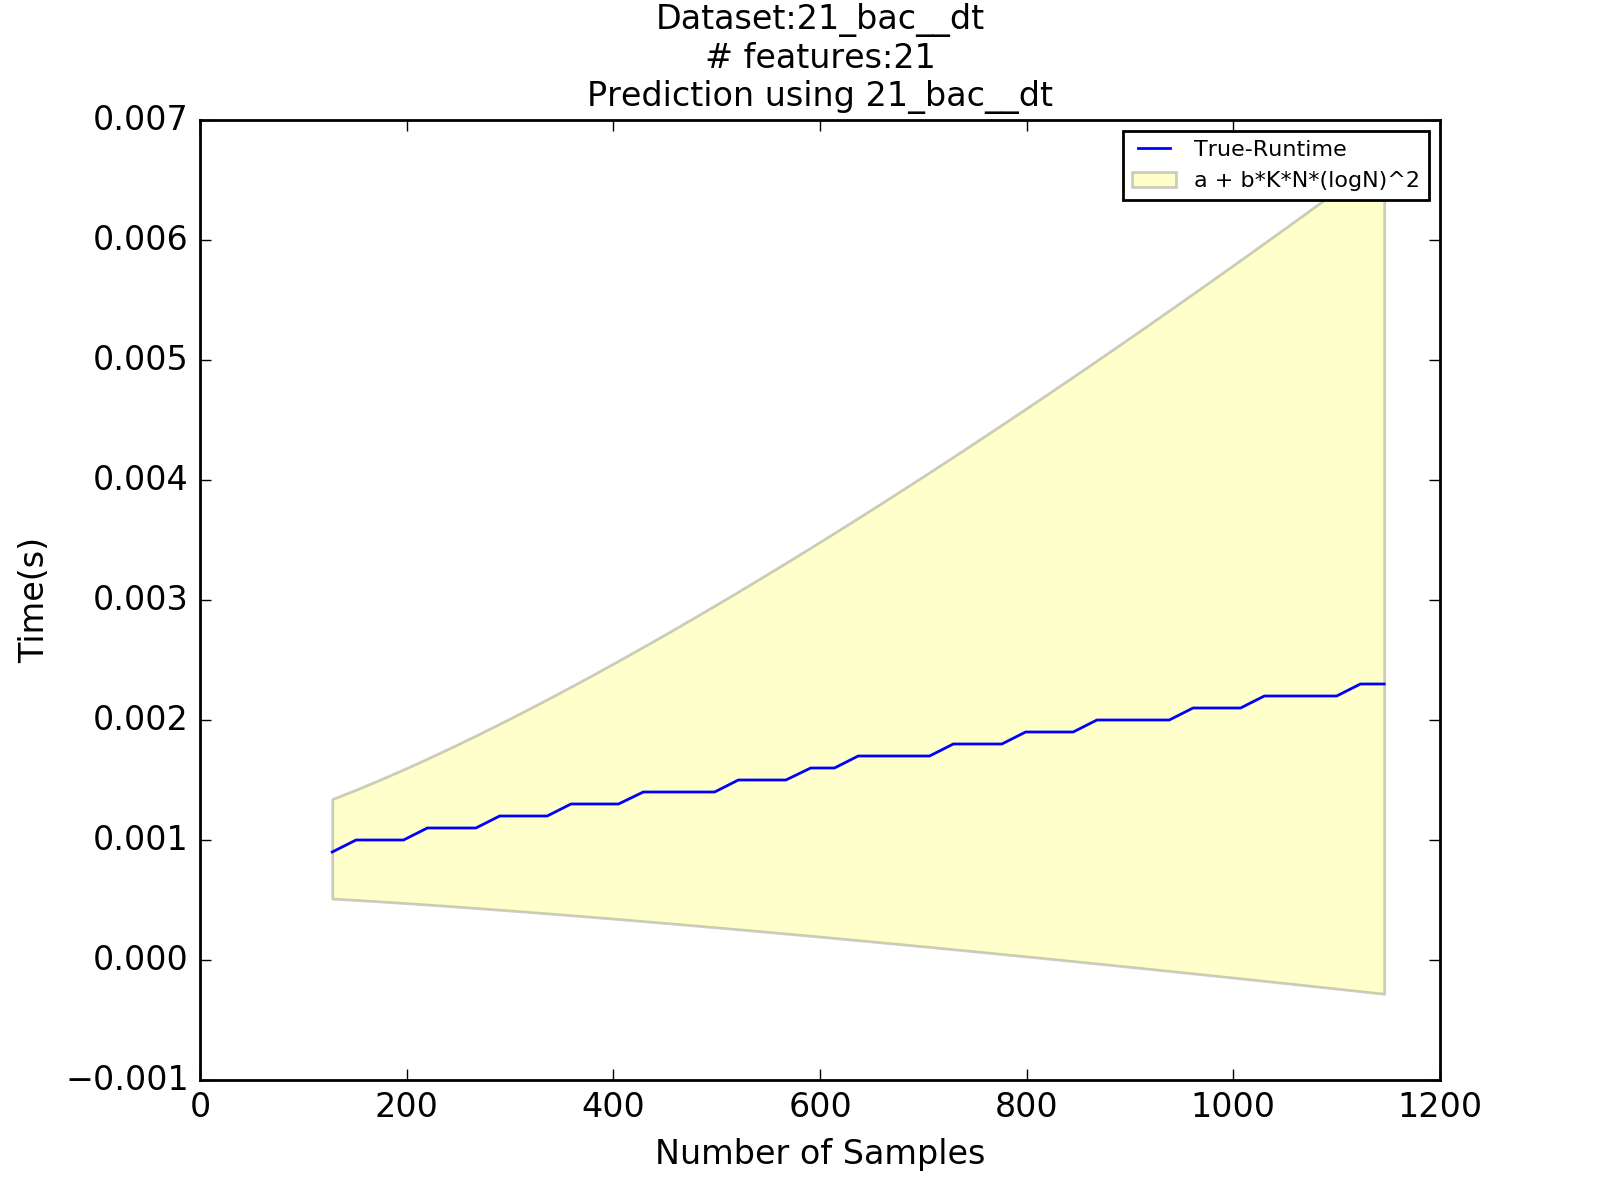 Dataset:21_bac__dt
# features:21
Prediction using 21_bac__dt
0.007
0.006
0.005
0.004
0.003
0.002
0.001
0.000
−0.001
Time(s)
True-Runtime
a + b*K*N*(logN)^2
0 200 400 600 800 1000 1200
Number of Samples